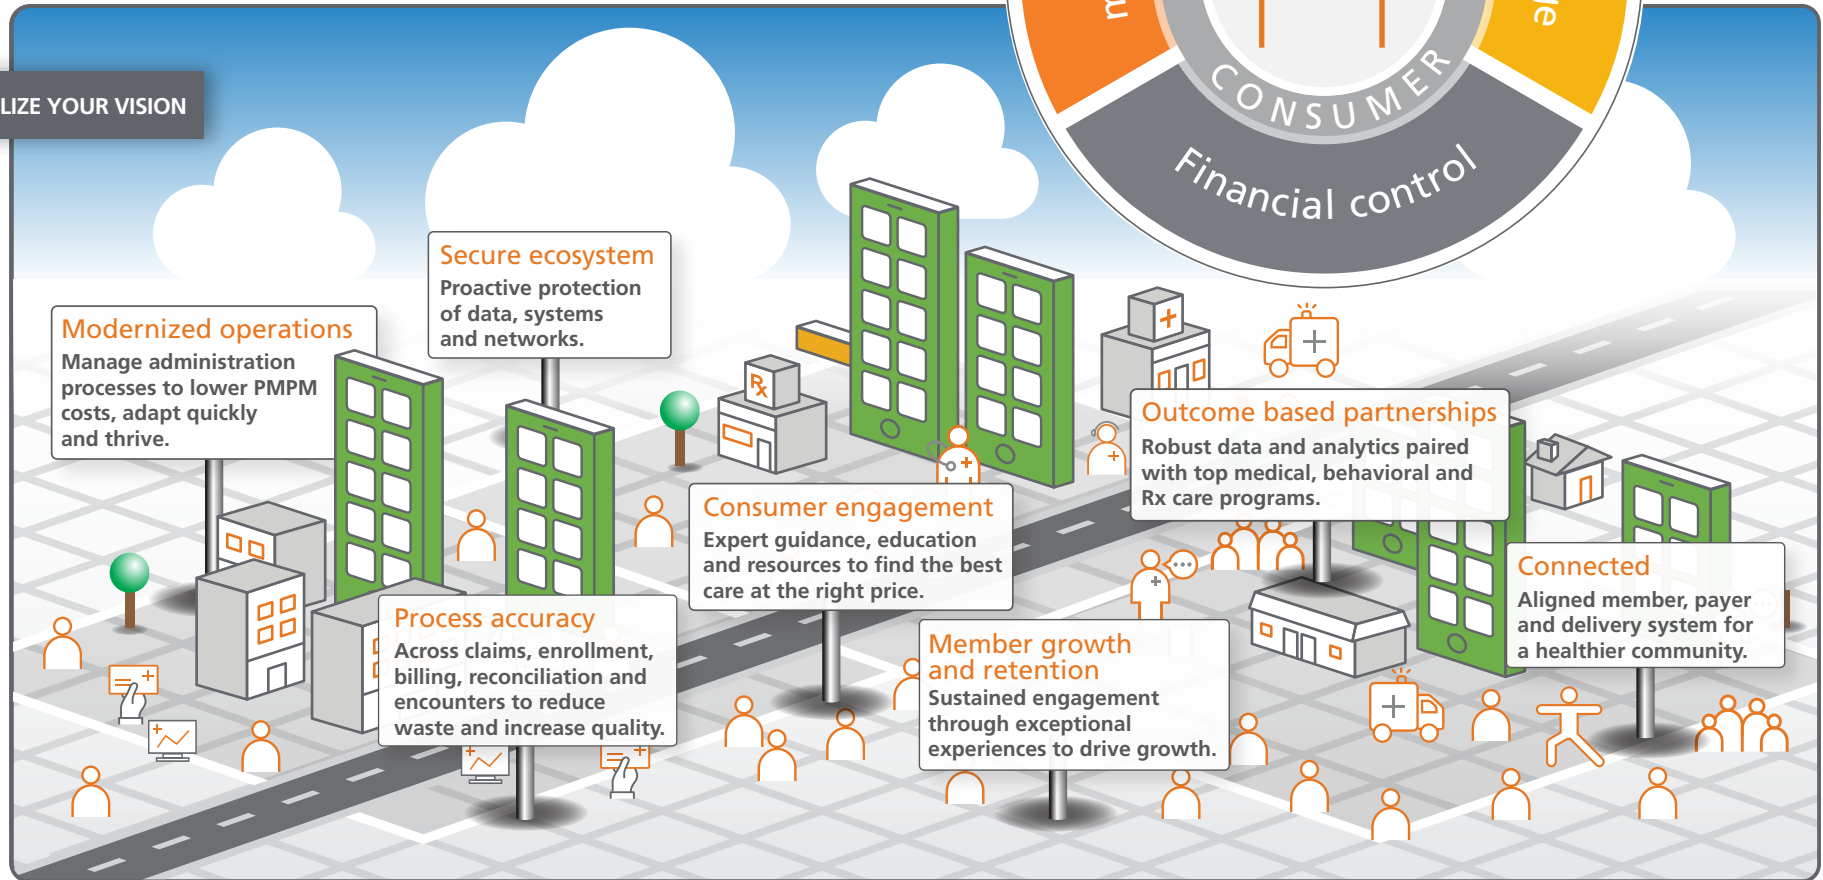 LIZE YOUR VISION
CONSUMER
Financial control
Secure ecosystem
Proactive protection
of data, systems
and networks.
Modernized operations
Manage administration
processes to lower PMPM
costs, adapt quickly
and thrive.
Rx
Outcome based partnerships
Robust data and analytics paired
with top medical, behavioral and
Rx care programs.
Consumer engagement
Expert guidance, education
and resources to find the best
care at the right price.
Connected
Aligned member, payer
and delivery system for
a healthier community.
Process accuracy
Across claims, enrollment,
billing, reconciliation and
encounters to reduce
waste and increase quality.
Member growth
and retention
Sustained engagement
through exceptional
experiences to drive growth.